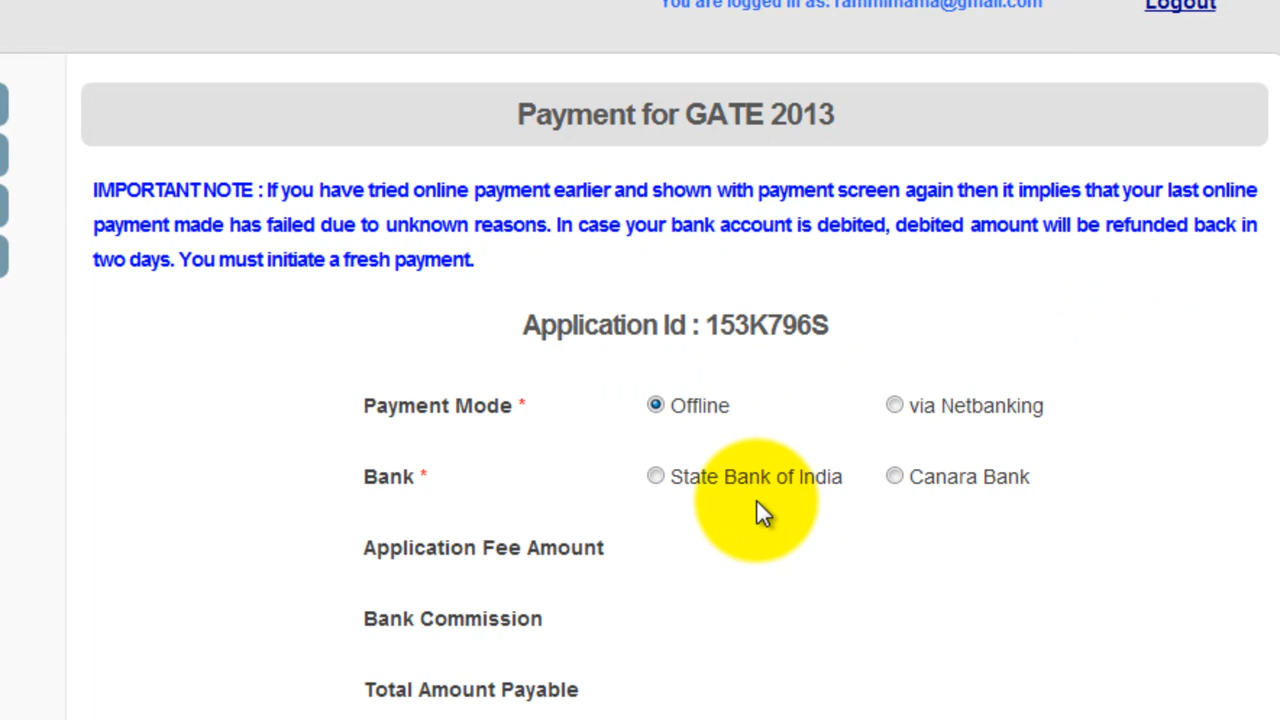 You are logged in as: rammimama@gmail.com Logout
Payment for GATE 2013
IMPORTANT NOTE : If you have tried online payment earlier and shown with payment screen again then it implies that your last online
payment made has failed due to unknown reasons. In case your bank account is debited, debited amount will be refunded back in
two days. You must initiate a fresh payment.
Application Id : 153K796S
Payment Mode * Offline via Netbanking
Bank * State Bank of India Canara Bank
Application Fee Amount
Bank Commission
Total Amount Payable